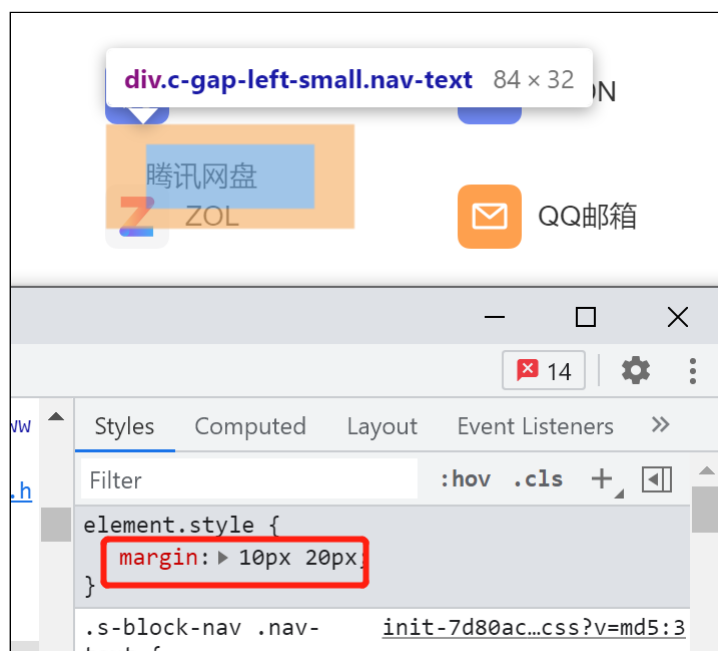 div.c-gap-left-small.nav-text 84 × 32
腾讯网盘
ZOL
QQ邮箱
14
Styles Computed Layout Event Listeners
.h
Filter :hov .cls
element.style {
margin: 10px 20px;
}
.s-block-nav .nav- init-7d80ac…css?v=md5:3